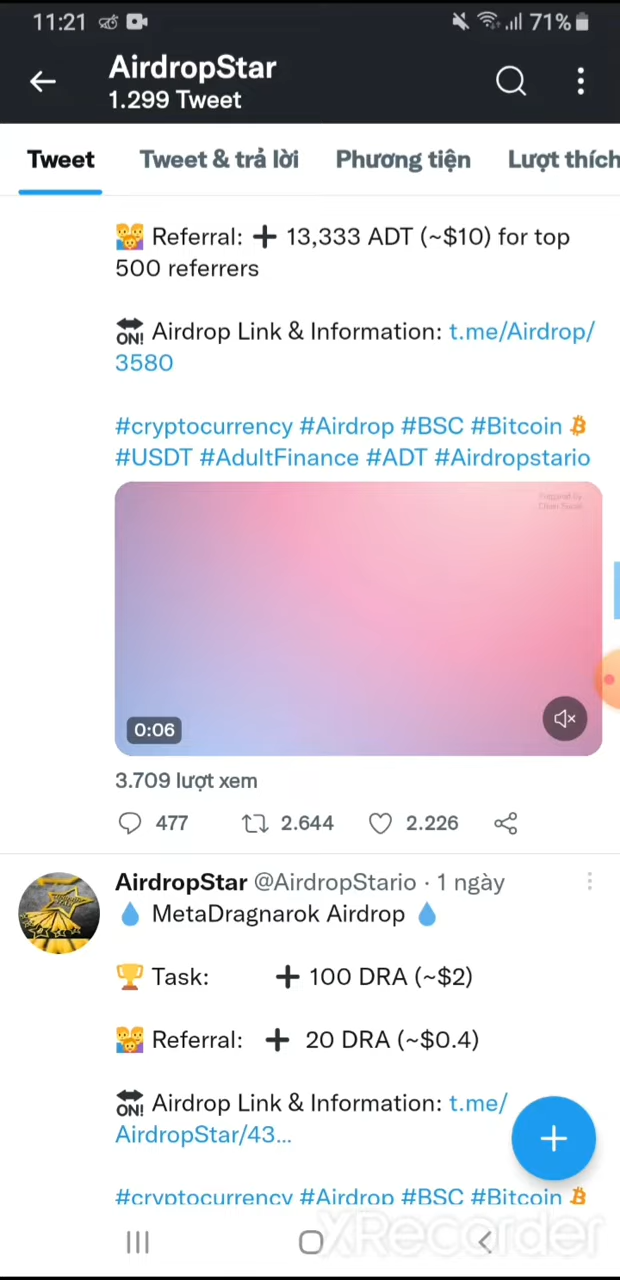 11:21 71%
AirdropStar
1.299 Tweet
Tweet Tweet & trả lời Phương tiện Lượt thích
Referral: ➕ 13,333 ADT (~$10) for top
500 referrers
ON! Airdrop Link & Information: t.me/Airdrop/
3580
#cryptocurrency #Airdrop #BSC #Bitcoin
#USDT #AdultFinance #ADT #Airdropstario
0:06
3.709 lượt xem
477 2.644 2.226
AirdropStar @AirdropStario · 1 ngày
💧 MetaDragnarok Airdrop 💧
🏆 Task: ➕ 100 DRA (~$2)
Referral: ➕ 20 DRA (~$0.4)
ON! Airdrop Link & Information: t.me/
AirdropStar/43...
#cryptocurrency #Airdrop #BSC #Bitcoin
XRecorder